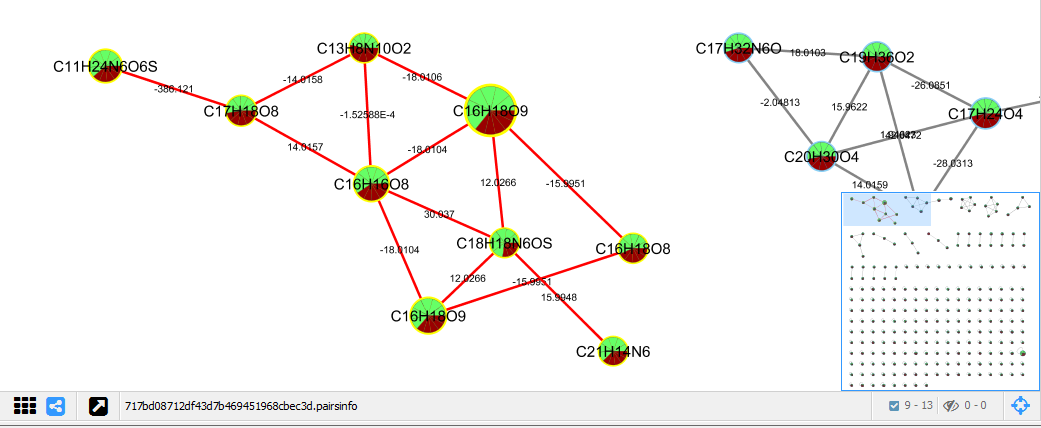 C13H8N10O2
C17H32N6O
18.0103
C19H36O2
C11H24N6O6S
-386.121
-14.0158
-18.0106
-26.0851
C17H18O8
-1.52588E-4
C16H18O9
-2.04813
15.9622
C17H24O4
14.0157
-18.0104
C20H30O4
-28.0313
C16H16O8
12.0266
-15.9951
14.0159
30.037
C18H18N6OS
C16H18O8
-18.0104
12.0266
-15.9951
15.9948
C16H18O9
C21H14N6
717bd08712df43d7b469451968cbec3d.pairsinfo
9 - 13
0 - 0